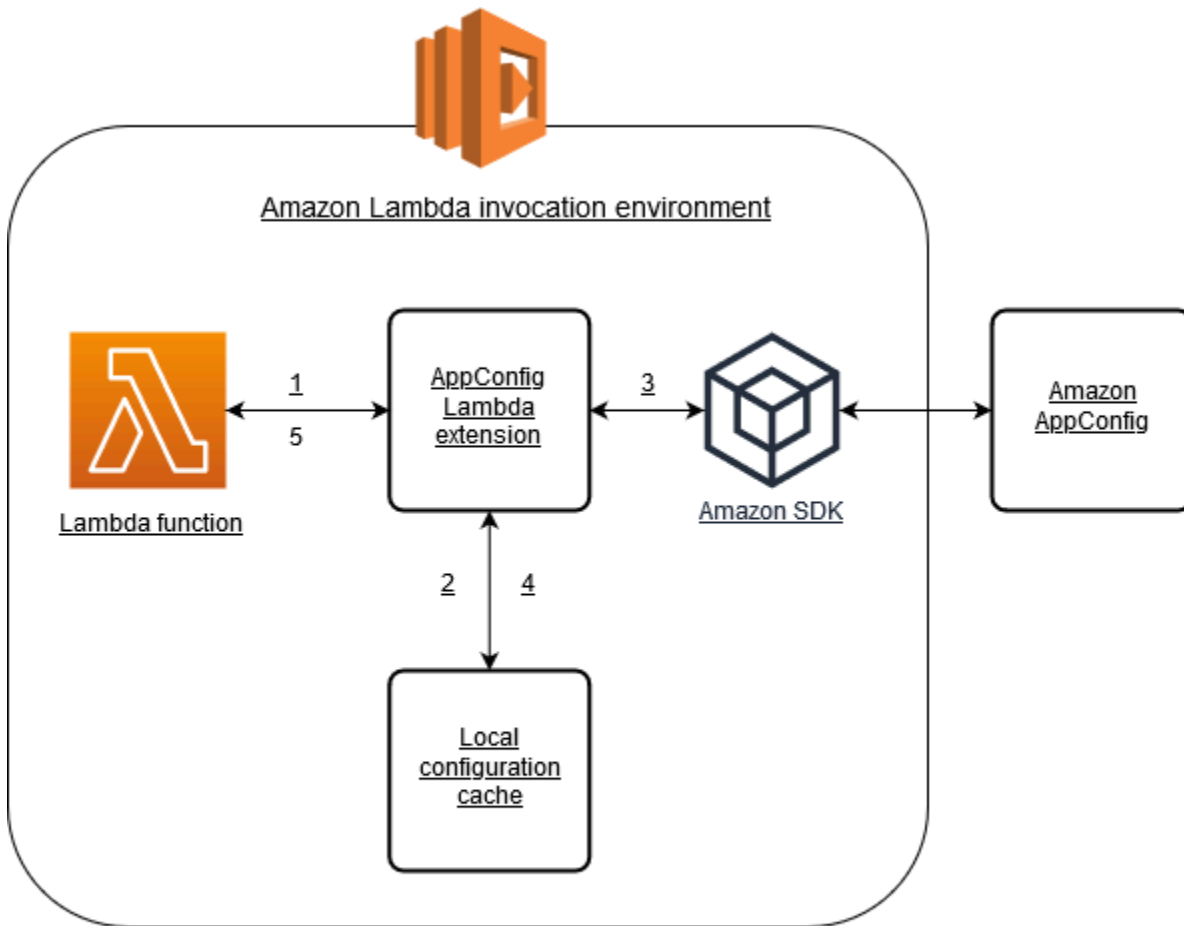 Amazon Lambda invocation environment
1
5
AppConfig
Lambda
extension
3
Amazon
AppConfig
Lambda function
Amazon SDK
2
4
Local
configuration
cache